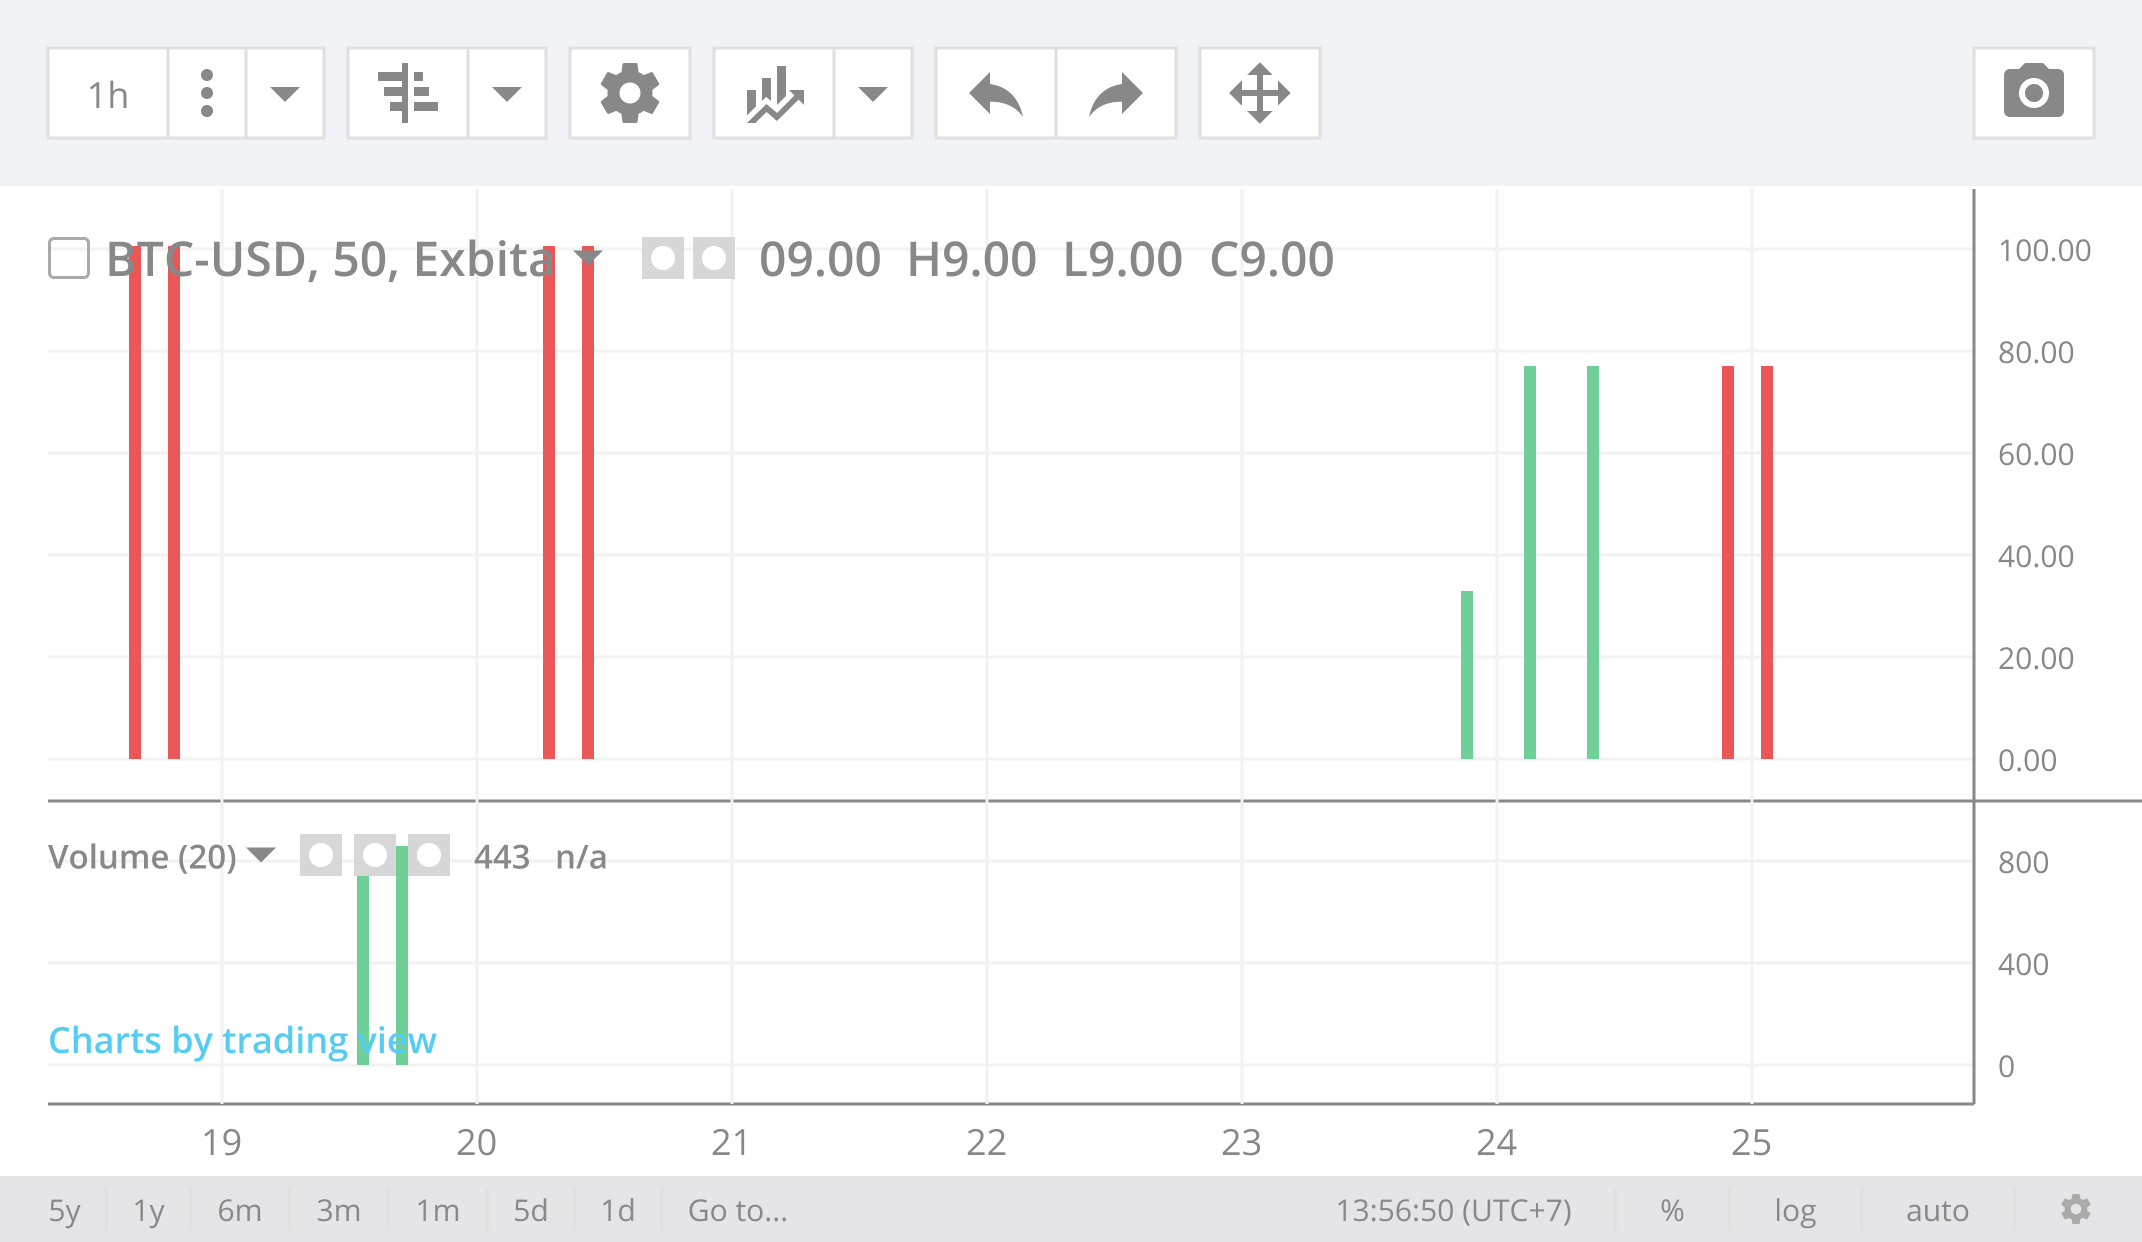 1h
BTC-USD, 50, Exbita 09.00 H9.00 L9.00 C9.00
100.00
80.00
60.00
40.00
20.00
0.00
Volume (20) 443 n/a
800
400
Charts by trading view
0
19 20 21 22 23 24 25
5y 1y 6m 3m 1m 5d 1d Go to... 13:56:50 (UTC+7) % log auto